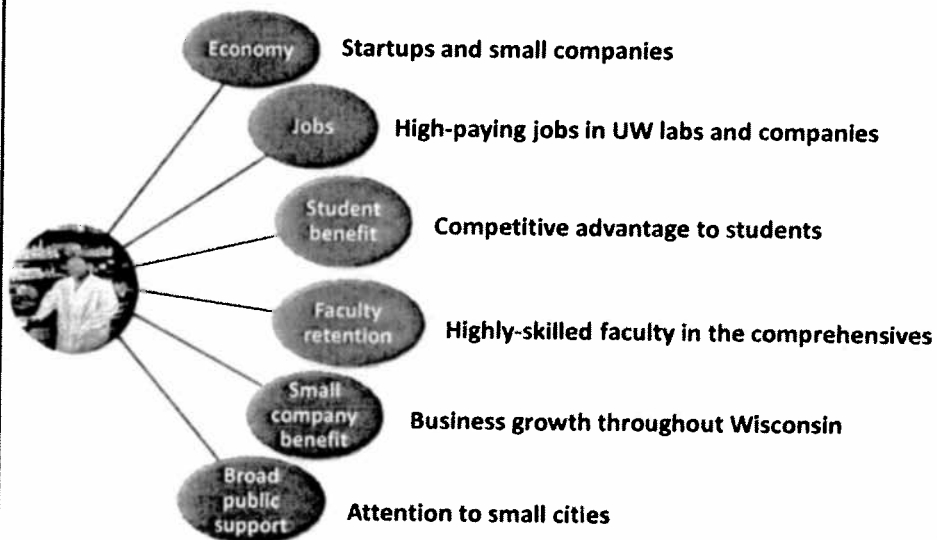 Economy
Startups and small companies
Jobs
High-paying jobs in UW labs and companies
Student
benefit
Competitive advantage to students
Faculty
retention
Highly-skilled faculty in the comprehensives
Small
company
benefit
Business growth throughout Wisconsin
Broad
public
support
Attention to small cities